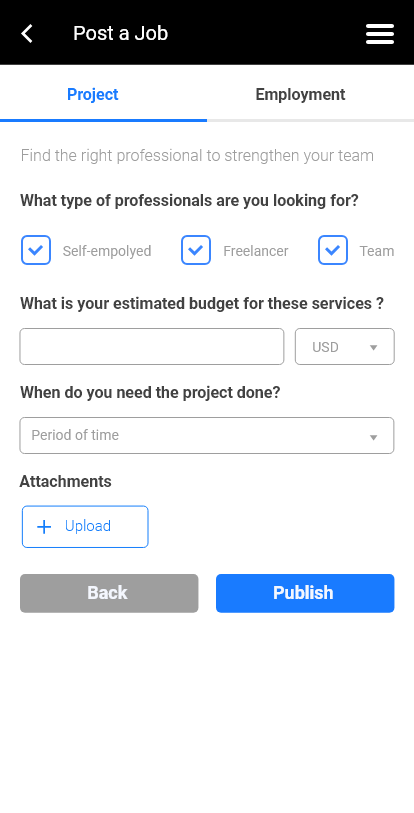 Post a Job
Project Employment
Find the right professional to strengthen your team
What type of professionals are you looking for?
Self-empolyed Freelancer Team
What is your estimated budget for these services ?
USD
When do you need the project done?
Period of time
Attachments
+ Upload
Back Publish